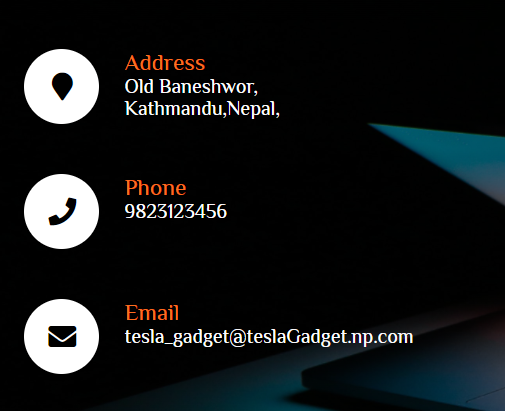 Address
Old Baneshwor,
Kathmandu,Nepal,
Phone
9823123456
Email
tesla_gadget@teslaGadget.np.com